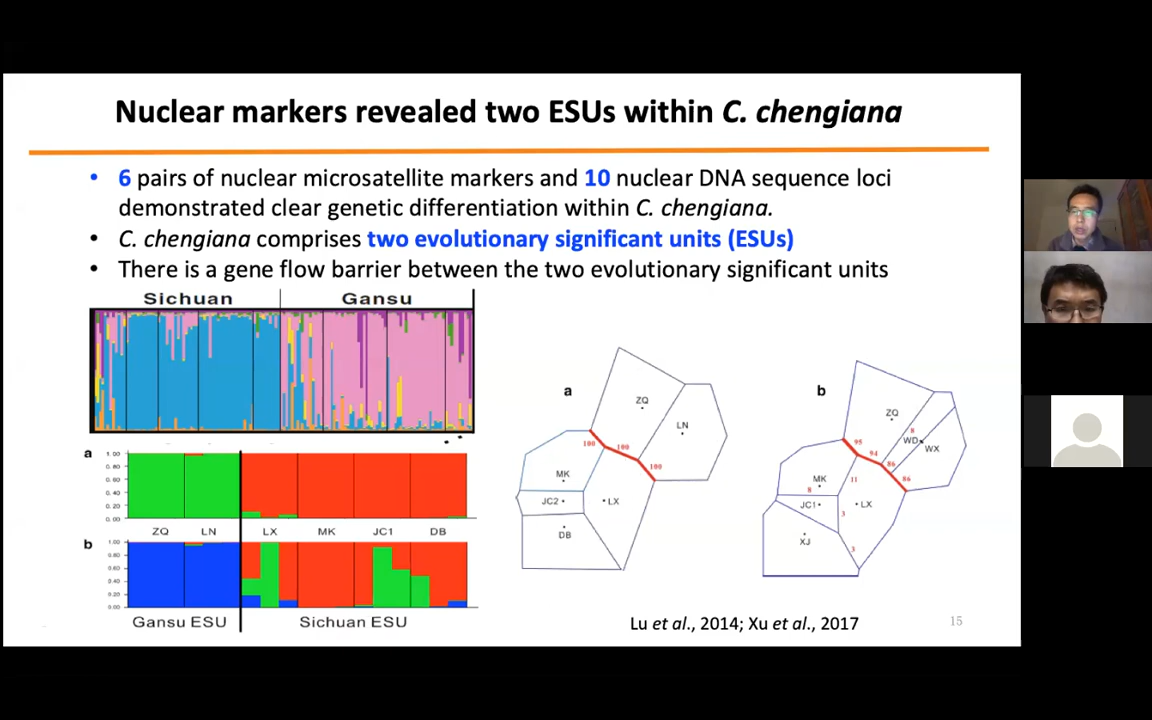 Nuclear markers revealed two ESUs within C. chengiana
• 6 pairs of nuclear microsatellite markers and 10 nuclear DNA sequence loci
demonstrated clear genetic differentiation within C. chengiana.
• C. chengiana comprises two evolutionary significant units (ESUs)
• There is a gene flow barrier between the two evolutionary significant units
Sichuan Gansu
a
1.00
0.80
0.60
0.40
0.20
0.00
ZQ LN LX MK JC1 DB
b
1.00
0.80
0.60
0.40
0.20
0.00
Gansu ESU Sichuan ESU
a
ZQ
LN
100 100
100
MK
JC2 LX
DB
b
ZQ
8
WD
WX
95
94
86
86
MK 11
8
JC1 LX
3
XJ
3
Lu et al., 2014; Xu et al., 2017
15